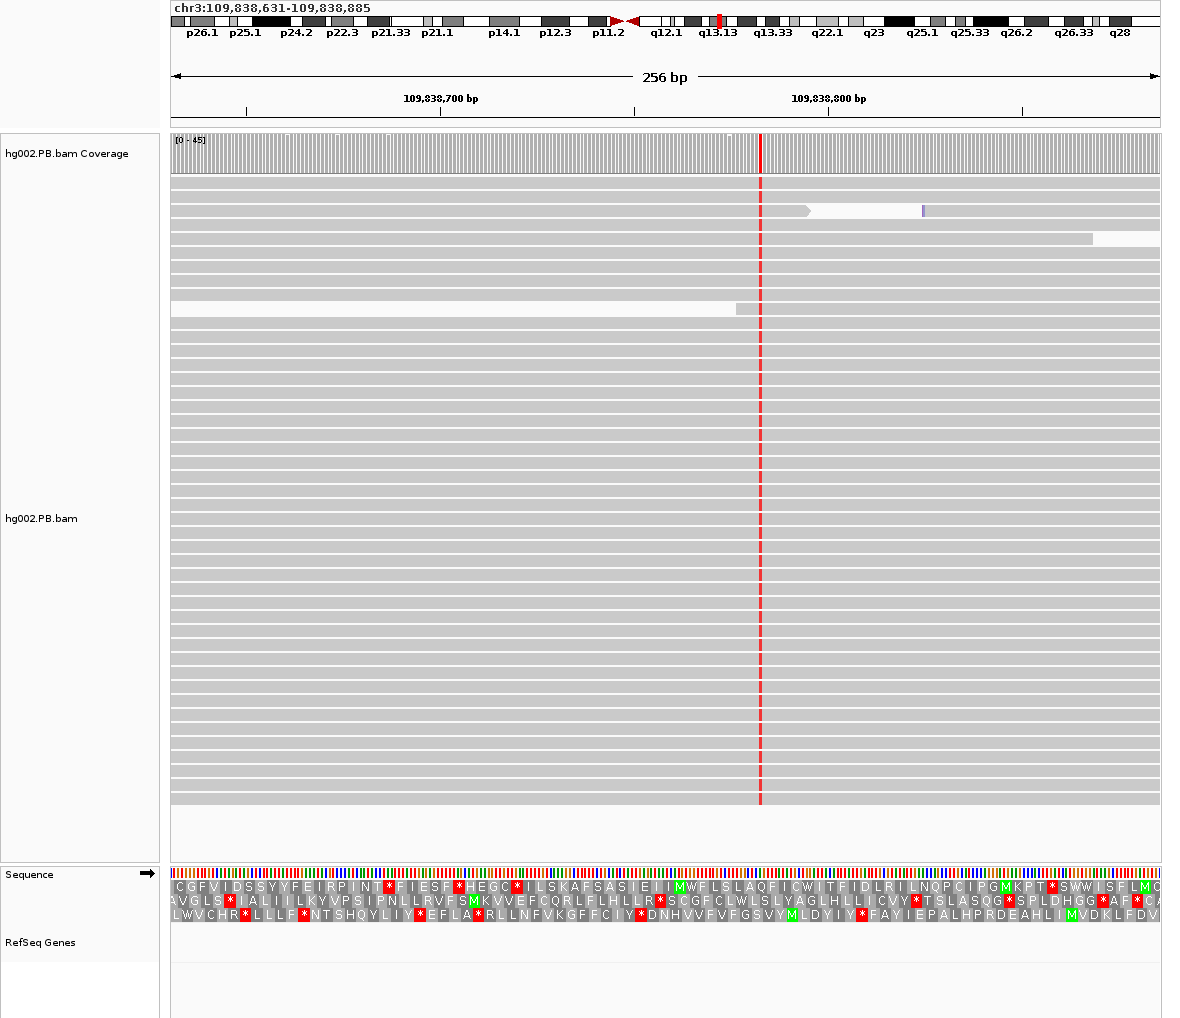 chr3:109,838,631-109,838,885
p26.1 p25.1 p24.2 p22.3 p21.33 p21.1 p14.1 p12.3 p11.2 q12.1 q13.13 q13.33 q22.1 q23 q25.1 q25.33 q26.2 q26.33 q28
256 bp
109,838,700 bp 109,838,800 bp
hg002.PB.bam Coverage
[0 - 45]
hg002.PB.bam
Sequence
CGFVIDSSYYFEIRPINT*FIESF*HEGC*ILSKAFSASIEIIMWFLSLAQFICWITFIDLRILNQPCIPGMKPT*SWWISFLM
AVGLS*IALIILKYVPSIPNLLRVFSMKVVEFCQRLFLHLLR*SCGFCLWLSLYAGLHLLICVY*TSLASQG*SPLDHGG*AF*CA
LWVCHR*LLLF*NTSHQYLIY*EFLA*RLLNFVKGFFCIY*DNHVVFVFGSVYMLDYIY*FAYIEPALHPRDEAHLIMVDKLFDV
RefSeq Genes